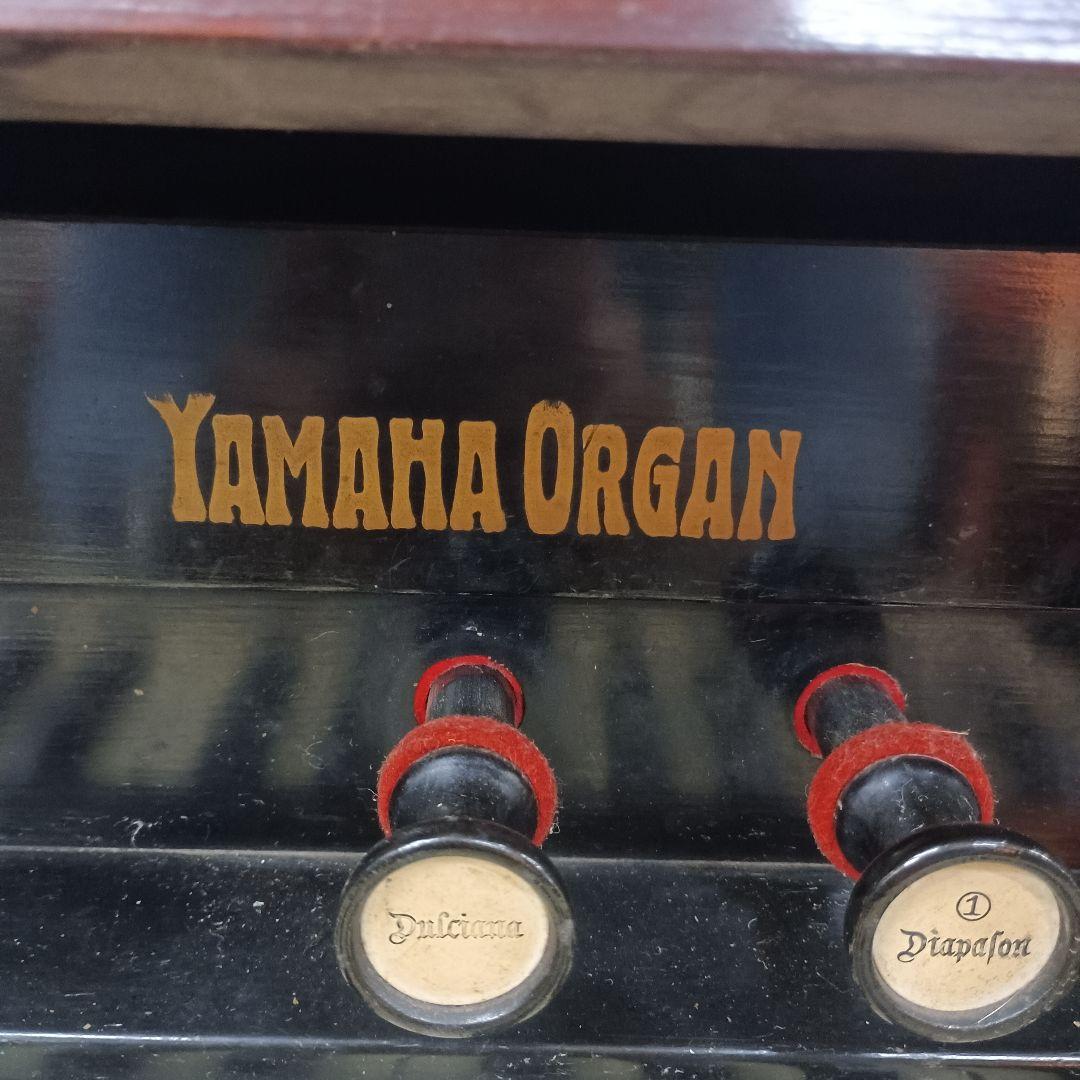 YAMAHA ORGAN
Dulciana
①
Diapaſon